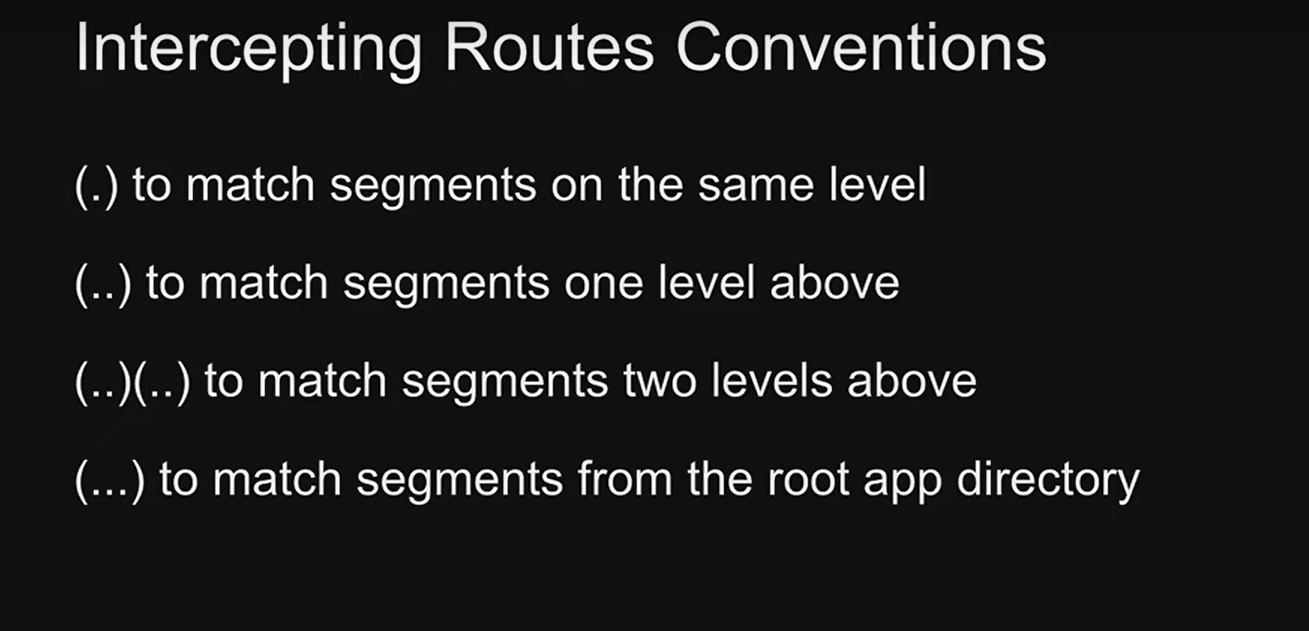 Intercepting Routes Conventions
(.) to match segments on the same level
(..) to match segments one level above
(..)(..) to match segments two levels above
(...) to match segments from the root app directory